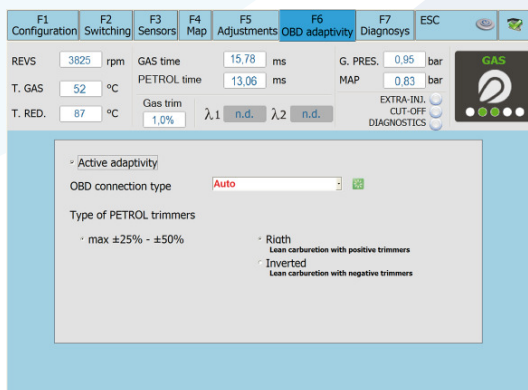 F1 F2 F3 F4 F5 F6 F7 ESC
Configuration Switching Sensors Map Adjustments OBD adaptivity Diagnosys
REVS 3825 rpm GAS time 15,78 ms G. PRES. 0,95 bar GAS
T. GAS 52 °C PETROL time 13,06 ms MAP 0,83 bar
T. RED. 87 °C Gas trim 1,0% λ1 n.d. λ2 n.d. EXTRA-INJ.
CUT-OFF
DIAGNOSTICS
Active adaptivity
OBD connection type Auto
Type of PETROL trimmers
max ±25% - ±50% Rigth
Lean carburetion with positive trimmers
Inverted
Lean carburetion with negative trimmers